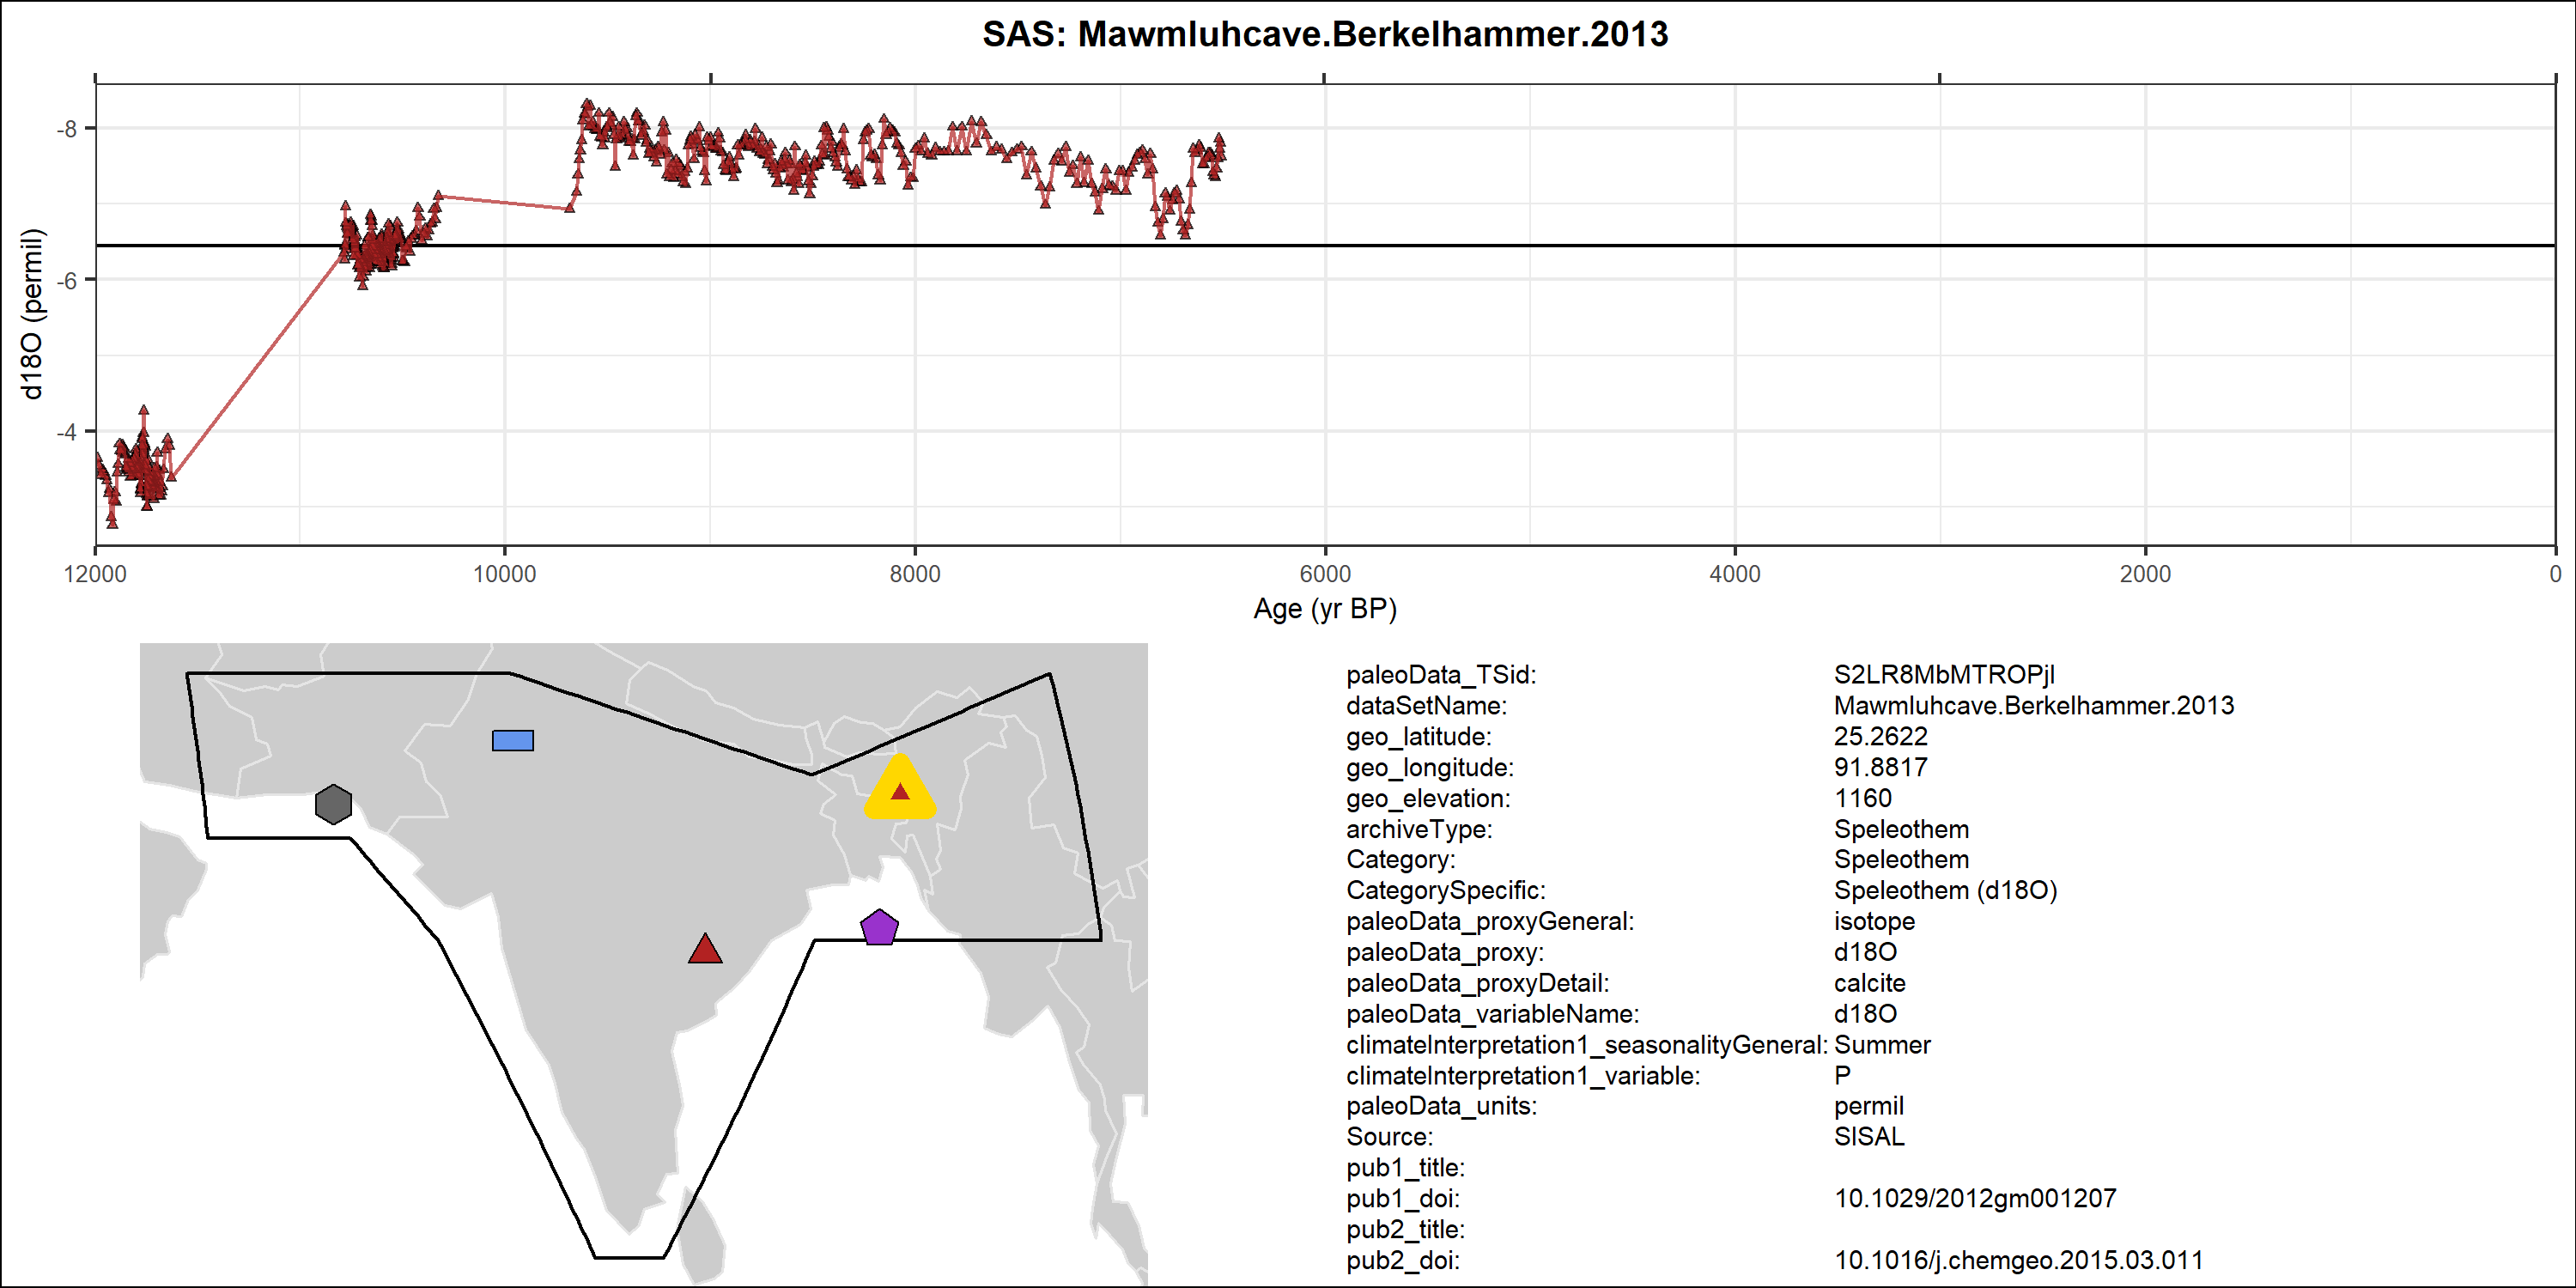 SAS: Mawmluhcave.Berkelhammer.2013
-8
-6
-4
d18O (permil)
12000 10000 8000 6000 4000 2000 0
Age (yr BP)
paleoData_TSid: S2LR8MbMTROPjl
dataSetName: Mawmluhcave.Berkelhammer.2013
geo_latitude: 25.2622
geo_longitude: 91.8817
geo_elevation: 1160
archiveType: Speleothem
Category: Speleothem
CategorySpecific: Speleothem (d18O)
paleoData_proxyGeneral: isotope
paleoData_proxy: d18O
paleoData_proxyDetail: calcite
paleoData_variableName: d18O
climateInterpretation1_seasonalityGeneral: Summer
climateInterpretation1_variable: P
paleoData_units: permil
Source: SISAL
pub1_title:
pub1_doi: 10.1029/2012gm001207
pub2_title:
pub2_doi: 10.1016/j.chemgeo.2015.03.011